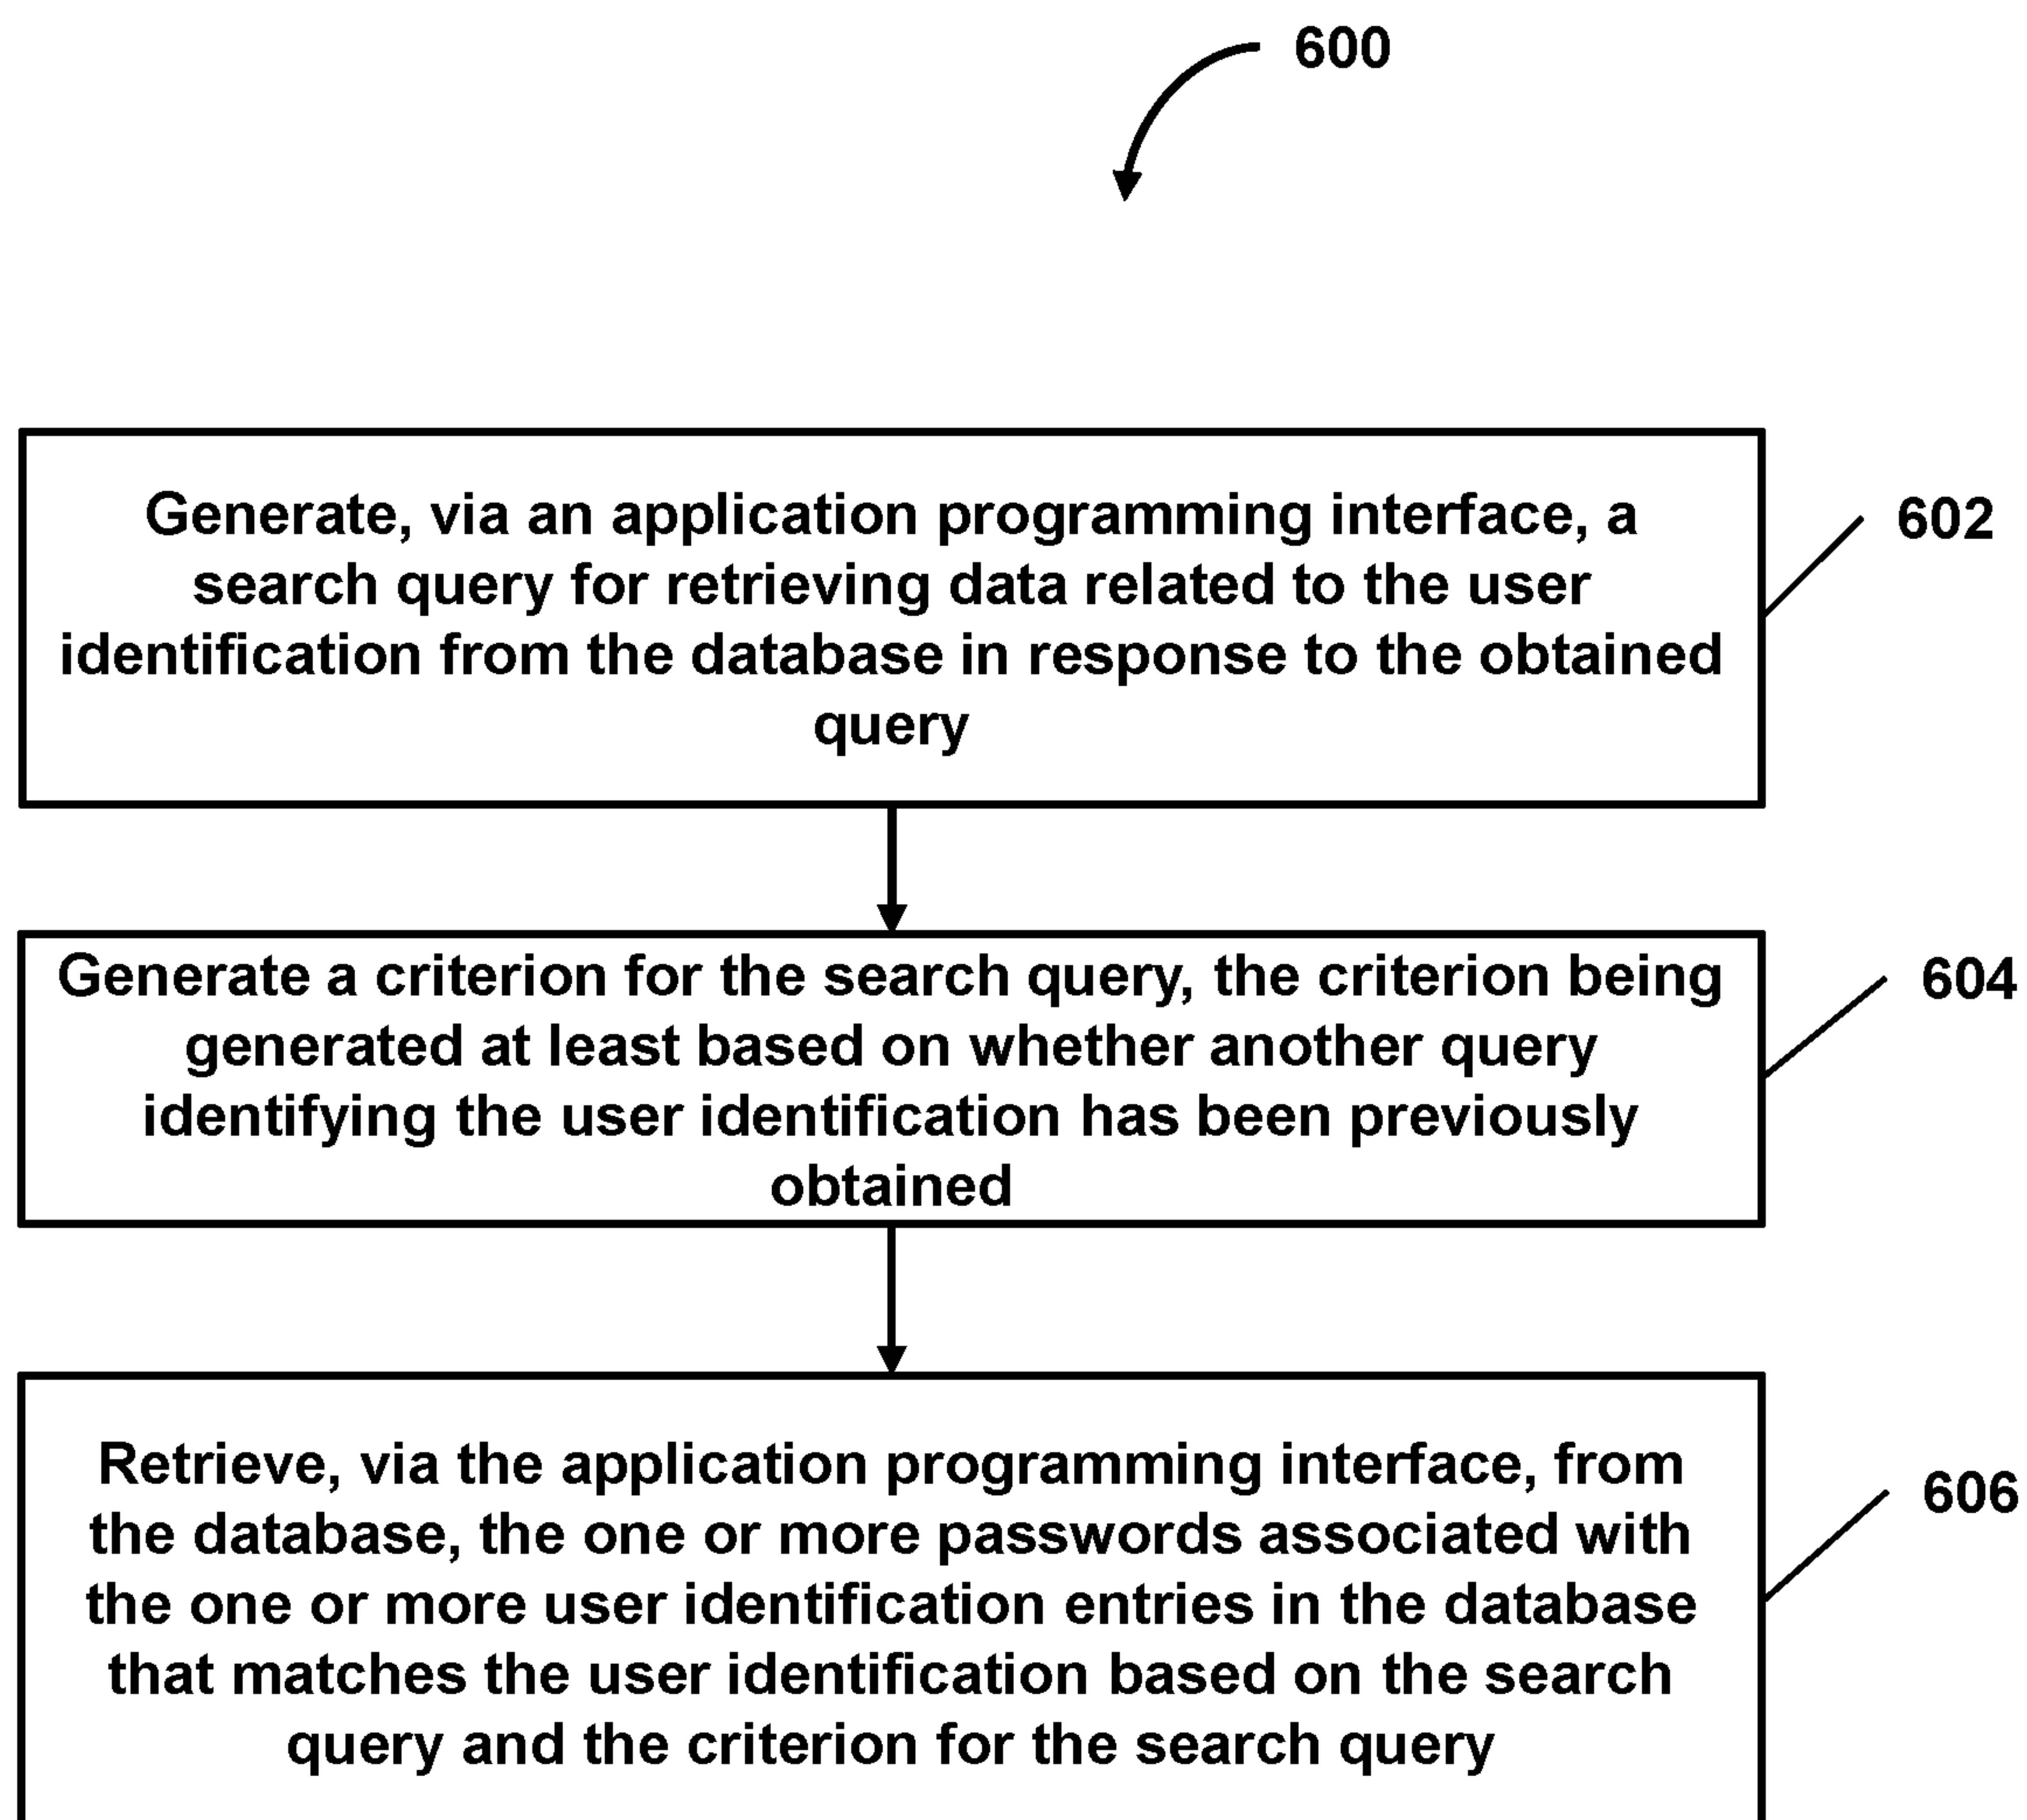 600
Generate, via an application programming interface, a
search query for retrieving data related to the user
identification from the database in response to the obtained
query
602
Generate a criterion for the search query, the criterion being
generated at least based on whether another query
identifying the user identification has been previously
obtained
604
Retrieve, via the application programming interface, from
the database, the one or more passwords associated with
the one or more user identification entries in the database
that matches the user identification based on the search
query and the criterion for the search query
606